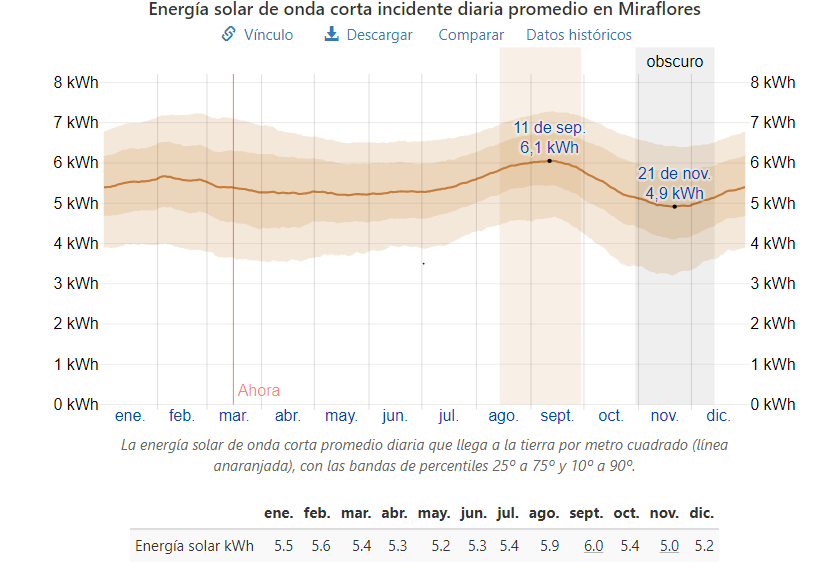 Energía solar de onda corta incidente diaria promedio en Miraflores
Vínculo Descargar Comparar Datos históricos
obscuro
8 kWh 8 kWh
7 kWh 7 kWh
11 de sep.
6,1 kWh
6 kWh 6 kWh
21 de nov.
4,9 kWh
5 kWh 5 kWh
4 kWh 4 kWh
3 kWh 3 kWh
2 kWh 2 kWh
1 kWh 1 kWh
Ahora
0 kWh 0 kWh
ene. feb. mar. abr. may. jun. jul. ago. sept. oct. nov. dic.
La energía solar de onda corta promedio diaria que llega a la tierra por metro cuadrado (línea
anaranjada), con las bandas de percentiles 25º a 75º y 10º a 90º.
ene. feb. mar. abr. may. jun. jul. ago. sept. oct. nov. dic.
Energía solar kWh 5.5 5.6 5.4 5.3 5.2 5.3 5.4 5.9 6.0 5.4 5.0 5.2